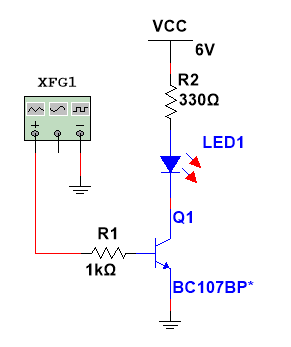 VCC
6V
XFG1
R2
330Ω
LED1
+
−
Q1
R1
1kΩ
BC107BP*